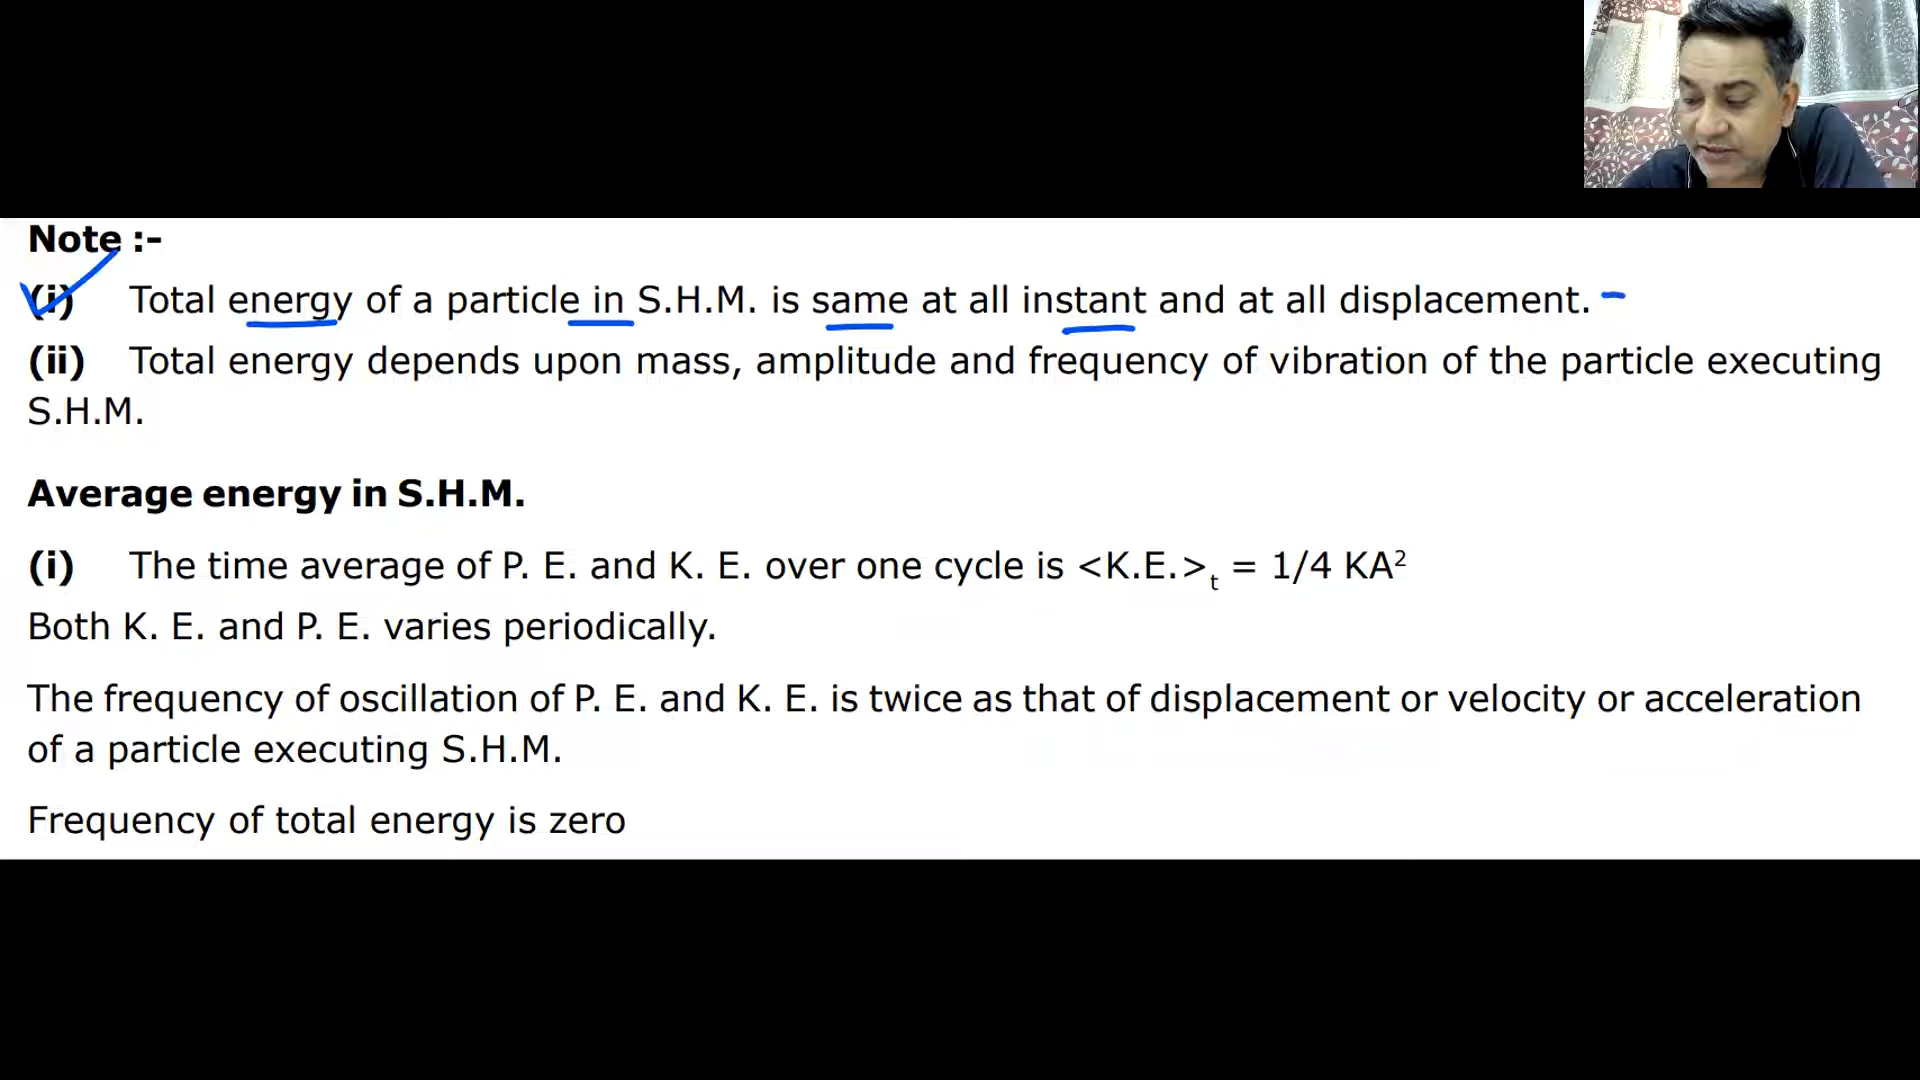 Note :-
(i) Total energy of a particle in S.H.M. is same at all instant and at all displacement.
(ii) Total energy depends upon mass, amplitude and frequency of vibration of the particle executing
S.H.M.
Average energy in S.H.M.
(i) The time average of P. E. and K. E. over one cycle is <K.E.>t = 1/4 KA²
Both K. E. and P. E. varies periodically.
The frequency of oscillation of P. E. and K. E. is twice as that of displacement or velocity or acceleration
of a particle executing S.H.M.
Frequency of total energy is zero